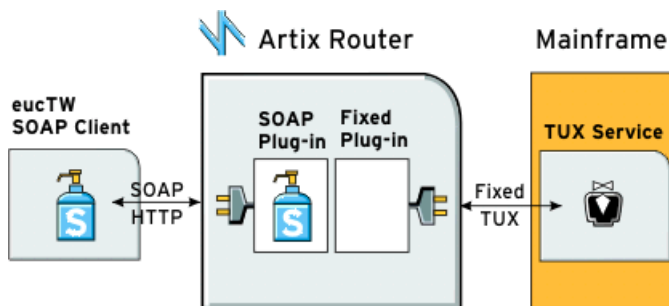 Artix Router
Mainframe
eucTW
SOAP Client
SOAP
Plug-in
Fixed
Plug-in
TUX Service
SOAP
HTTP
S
S
Fixed
TUX